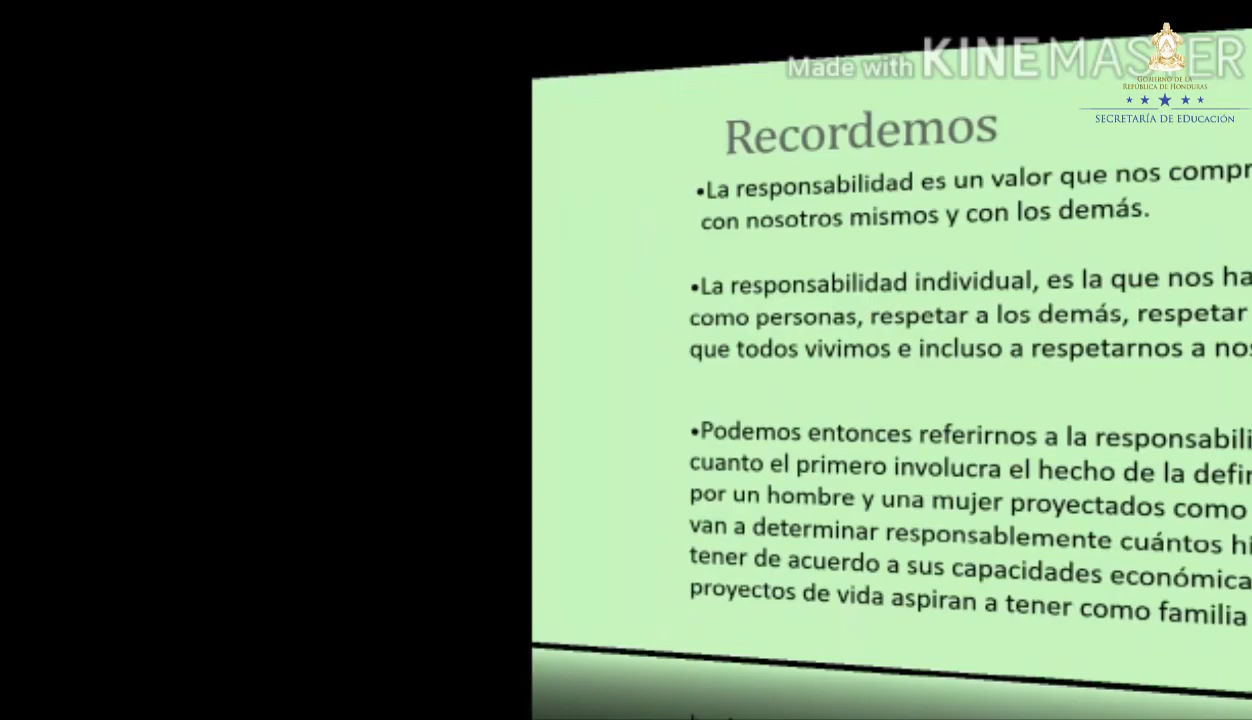 Made with KINEMASTER
GOBIERNO DE LA
REPÚBLICA DE HONDURAS
SECRETARÍA DE EDUCACIÓN
Recordemos
•La responsabilidad es un valor que nos compr
con nosotros mismos y con los demás.
•La responsabilidad individual, es la que nos ha
como personas, respetar a los demás, respetar
que todos vivimos e incluso a respetarnos a nos
•Podemos entonces referirnos a la responsabili
cuanto el primero involucra el hecho de la defin
por un hombre y una mujer proyectados como
van a determinar responsablemente cuántos hi
tener de acuerdo a sus capacidades económica
proyectos de vida aspiran a tener como familia